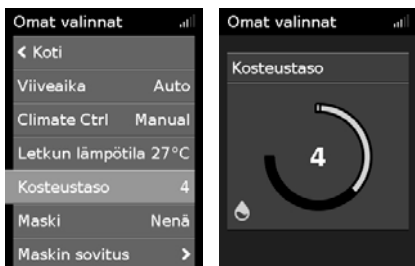 Omat valinnat
< Koti
Viiveaika Auto
Climate Ctrl Manual
Letkun lämpötila 27°C
Kosteustaso 4
Maski Nenä
Maskin sovitus >
Omat valinnat
Kosteustaso
4